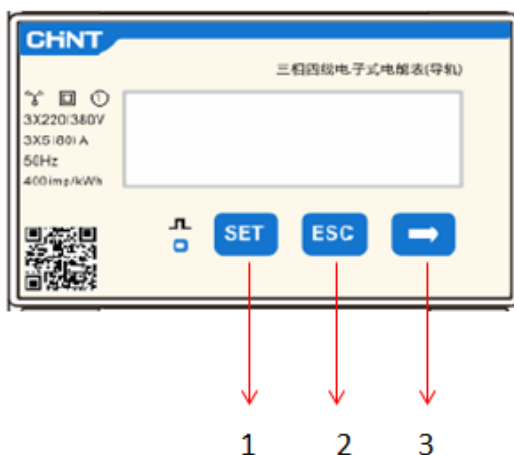 CHNT
三相四线电子式电能表(导轨)
3X220/380V
3X5(80)A
50Hz
400imp/kWh
SET
ESC
1
2
3